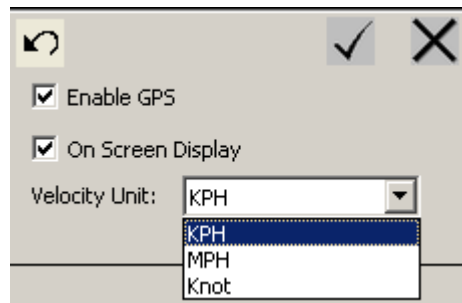 Enable GPS
On Screen Display
Velocity Unit: KPH
KPH
MPH
Knot